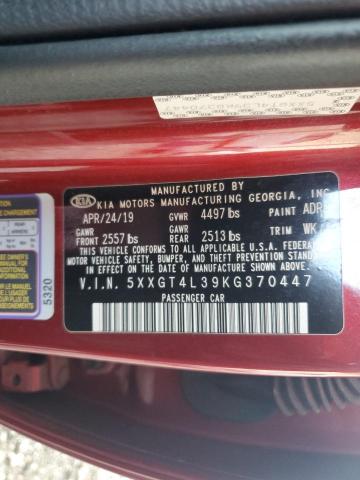 5XXGT4L39KG370447
MANUFACTURED BY
KIA KIA MOTORS MANUFACTURING GEORGIA, INC
APR/24/19 GVWR 4497 lbs PAINT ADR
GAWR GAWR TRIM WK
FRONT 2557 lbs REAR 2513 lbs
THIS VEHICLE CONFORMS TO ALL APPLICABLE
FEDERAL MOTOR VEHICLE SAFETY, BUMPER, AND
THEFT PREVENTION STANDARDS IN EFFECT ON THE
DATE OF MANUFACTURE SHOWN ABOVE.
V.I.N. 5XXGT4L39KG370447
PASSENGER CAR
5320